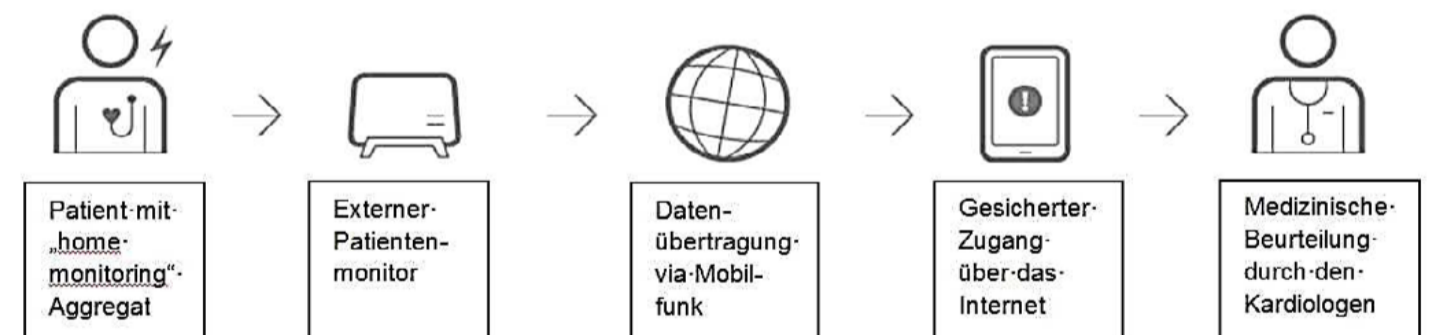 Patient mit
„home
monitoring“
Aggregat
Externer
Patienten-
monitor
Daten-
übertragung
via Mobil-
funk
Gesicherter
Zugang
über das
Internet
Medizinische
Beurteilung
durch den
Kardiologen